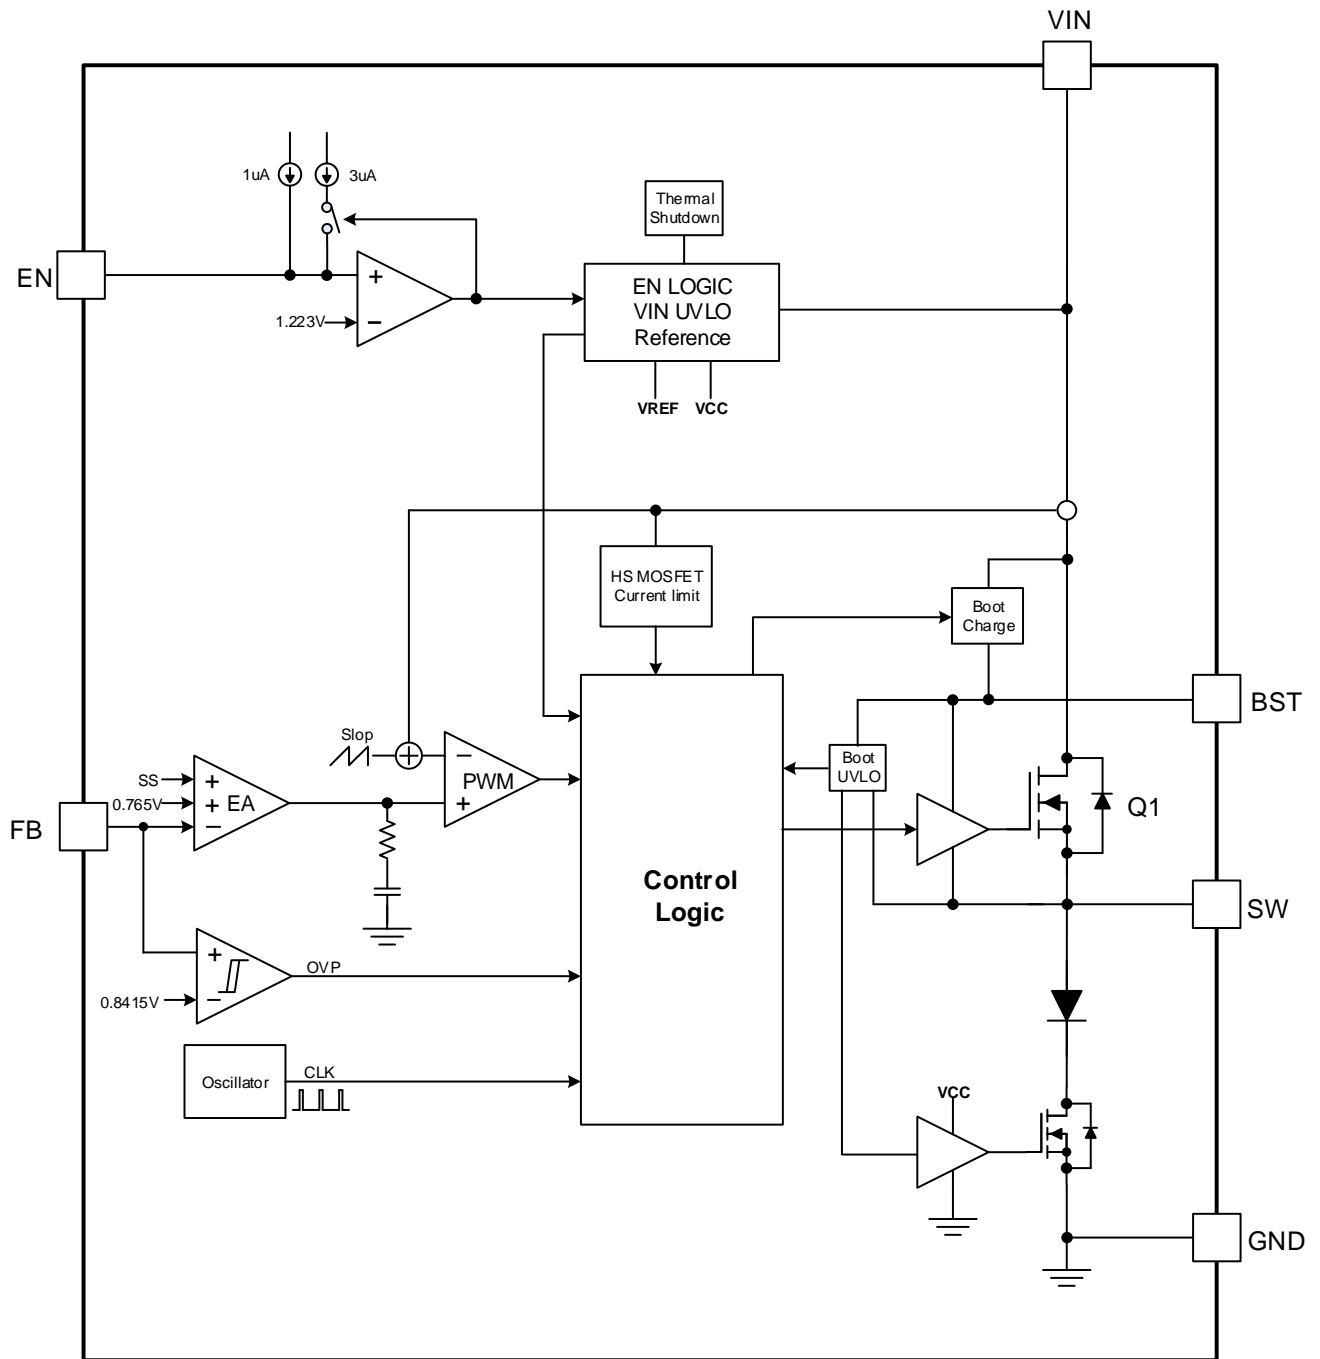 VIN
1uA
3uA
Thermal
Shutdown
EN
EN LOGIC
VIN UVLO
Reference
+
1.223V
−
VREF
VCC
HS MOSFET
Current limit
Boot
Charge
BST
Slop
+
−
PWM
+
Boot
UVLO
SS
+
0.765V
+
EA
−
FB
Q1
Control
Logic
SW
+
OVP
0.8415V
−
Oscillator
CLK
VCC
GND